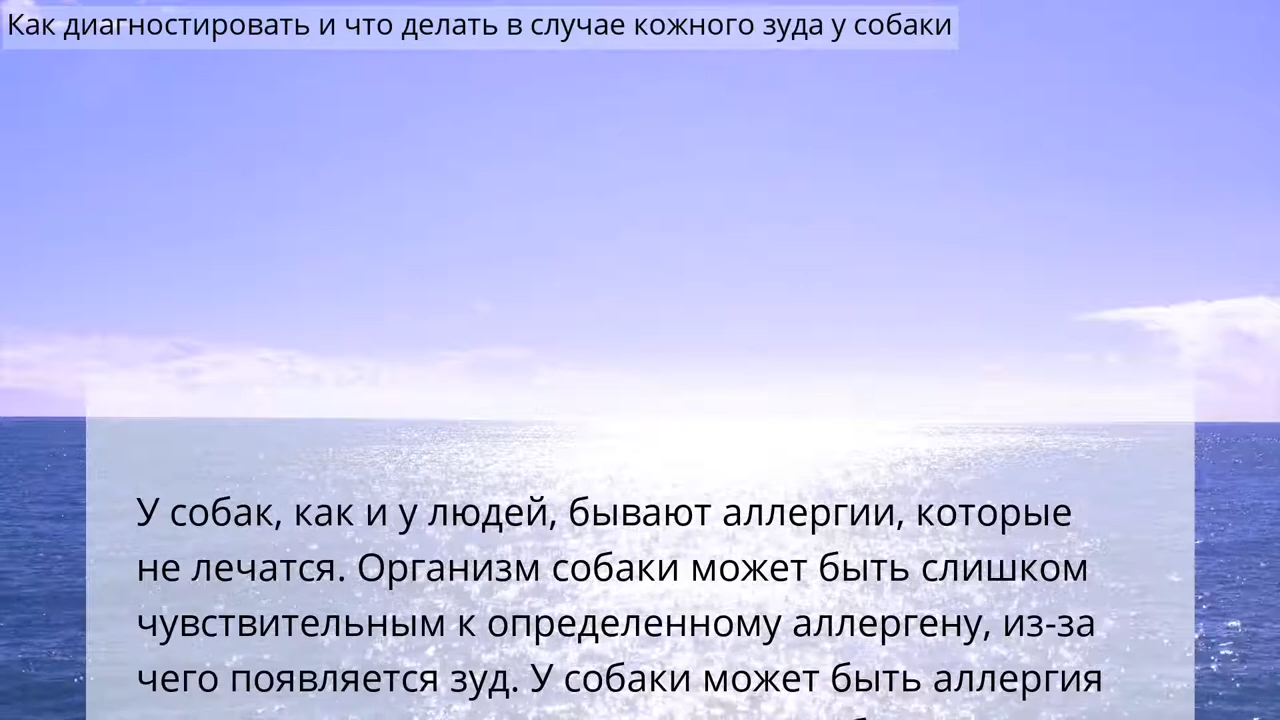 Как диагностировать и что делать в случае кожного зуда у собаки
У собак, как и у людей, бывают аллергии, которые
не лечатся. Организм собаки может быть слишком
чувствительным к определенному аллергену, из-за
чего появляется зуд. У собаки может быть аллергия